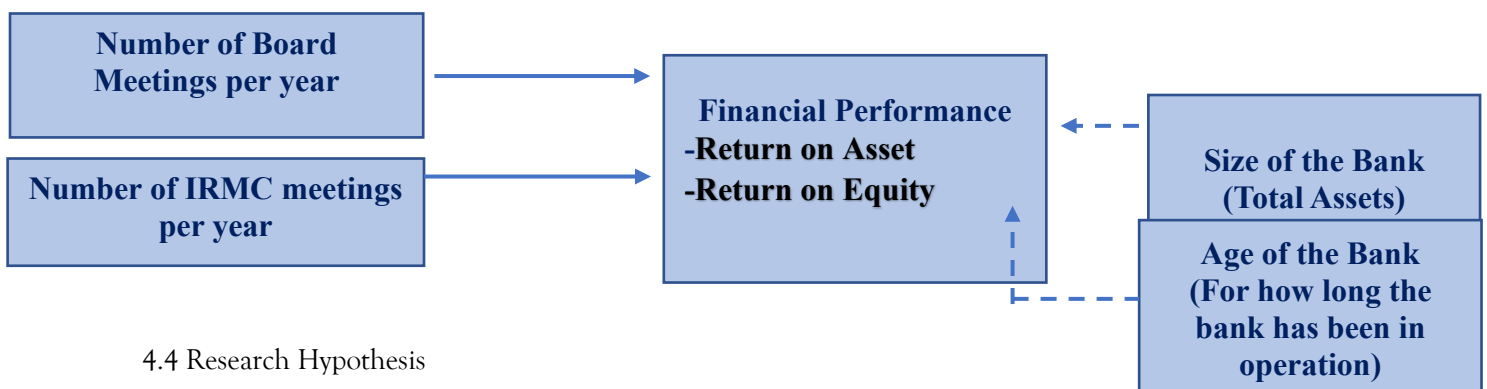 Number of Board
Meetings per year
Number of IRMC meetings
per year
Financial Performance
-Return on Asset
-Return on Equity
Size of the Bank
(Total Assets)
Age of the Bank
(For how long the
bank has been in
operation)
4.4 Research Hypothesis